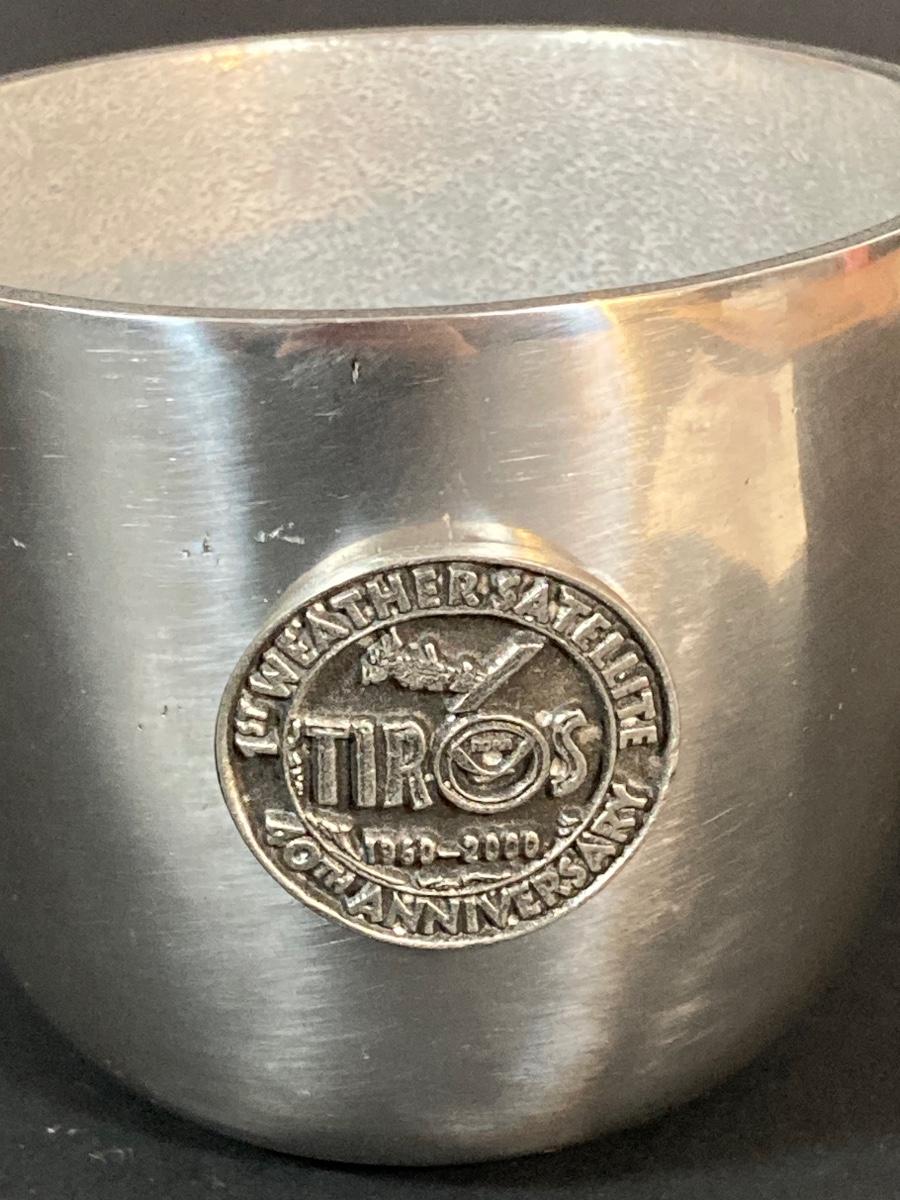 1ST WEATHER SATELLITE
TIROS
1960-2000
40TH ANNIVERSARY